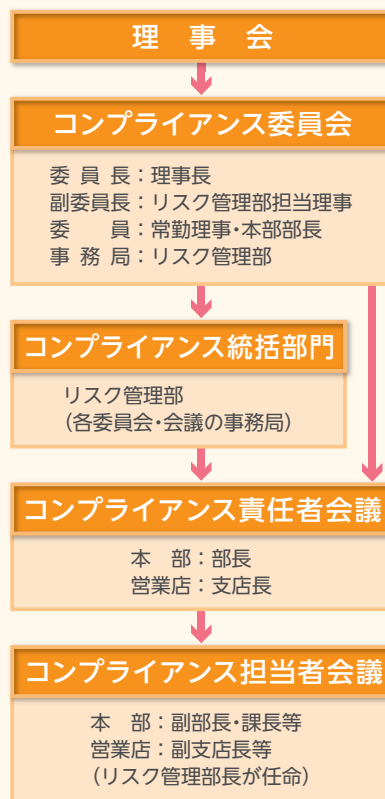 理 事 会
コンプライアンス委員会
委 員 長：理事長
副委員長：リスク管理部担当理事
委　　員：常勤理事・本部部長
事 務 局：リスク管理部
コンプライアンス統括部門
リスク管理部
（各委員会・会議の事務局）
コンプライアンス責任者会議
本　部：部長
営業店：支店長
コンプライアンス担当者会議
本　部：副部長・課長等
営業店：副支店長等
（リスク管理部長が任命）